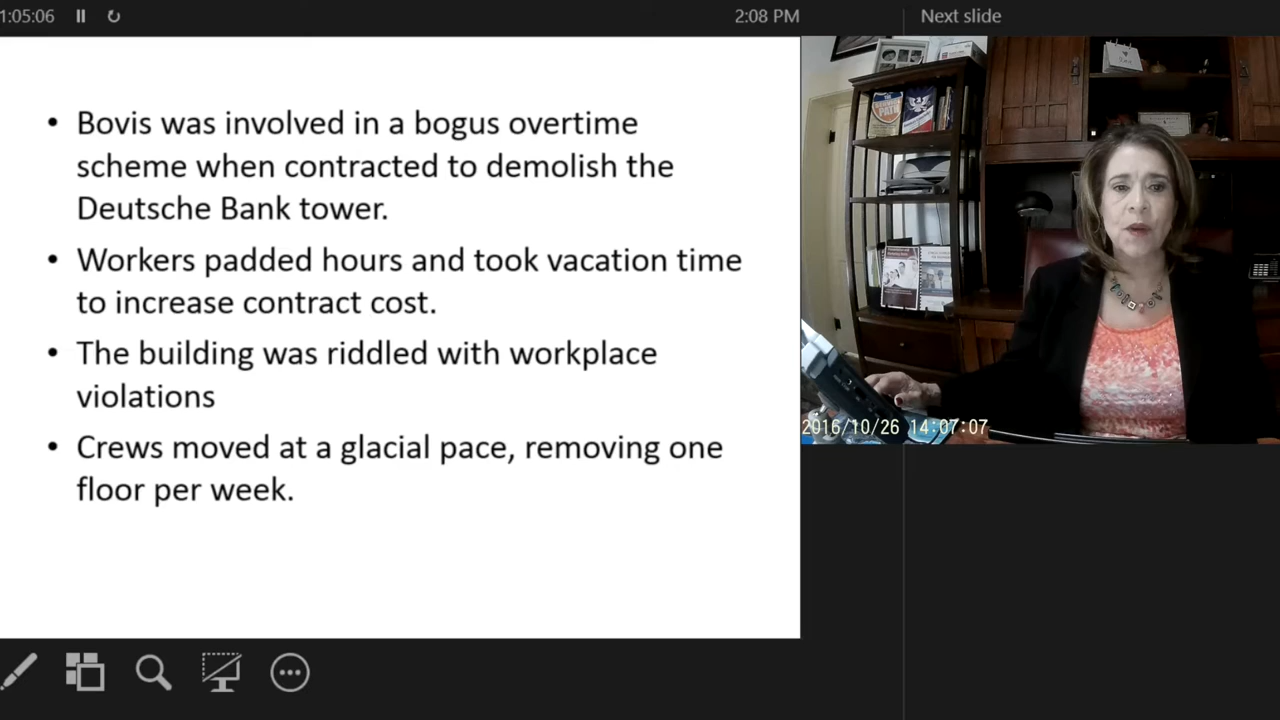 1:05:06
2:08 PM
Next slide
• Bovis was involved in a bogus overtime
scheme when contracted to demolish the
Deutsche Bank tower.
• Workers padded hours and took vacation time
to increase contract cost.
• The building was riddled with workplace
violations
• Crews moved at a glacial pace, removing one
floor per week.
2016/10/26 14:07:07